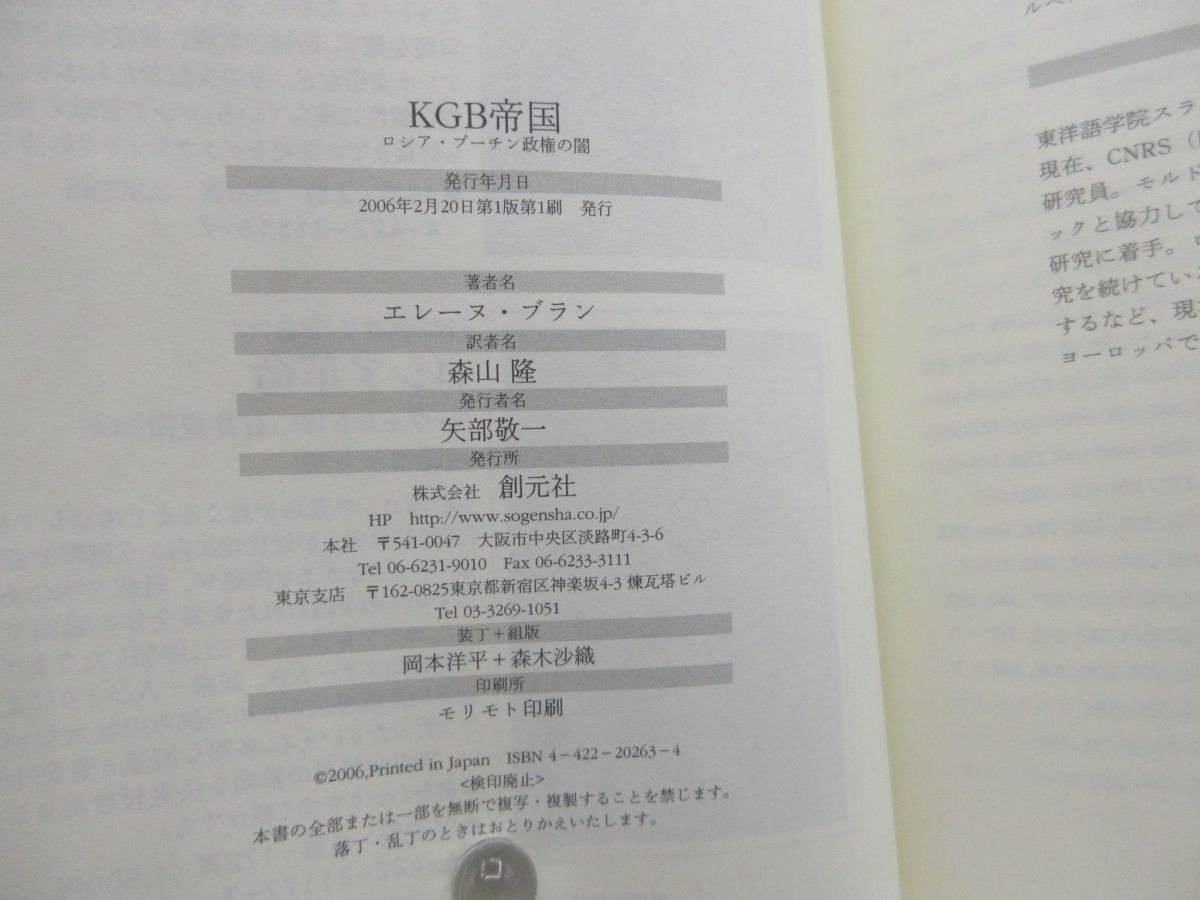 KGB帝国
ロシア・プーチン政権の闇
発行年月日
2006年2月20日第1版第1刷　発行
著者名
エレーヌ・ブラン
訳者名
森山 隆
発行者名
矢部敬一
発行所
株式会社　創元社
HP　http://www.sogensha.co.jp/
本社　〒541-0047　大阪市中央区淡路町4-3-6
Tel 06-6231-9010　Fax 06-6233-3111
東京支店　〒162-0825東京都新宿区神楽坂4-3 煉瓦塔ビル
Tel 03-3269-1051
装丁＋組版
岡本洋平＋森木沙織
印刷所
モリモト印刷
©2006,Printed in Japan　ISBN 4-422-20263-4
<検印廃止>
本書の全部または一部を無断で複写・複製することを禁じます。
落丁・乱丁のときはおとりかえいたします。
東洋語学院スラ
現在、CNRS（
研究員。モルド
ックと協力して
研究に着手。
究を続けてい
するなど、現
ヨーロッパで